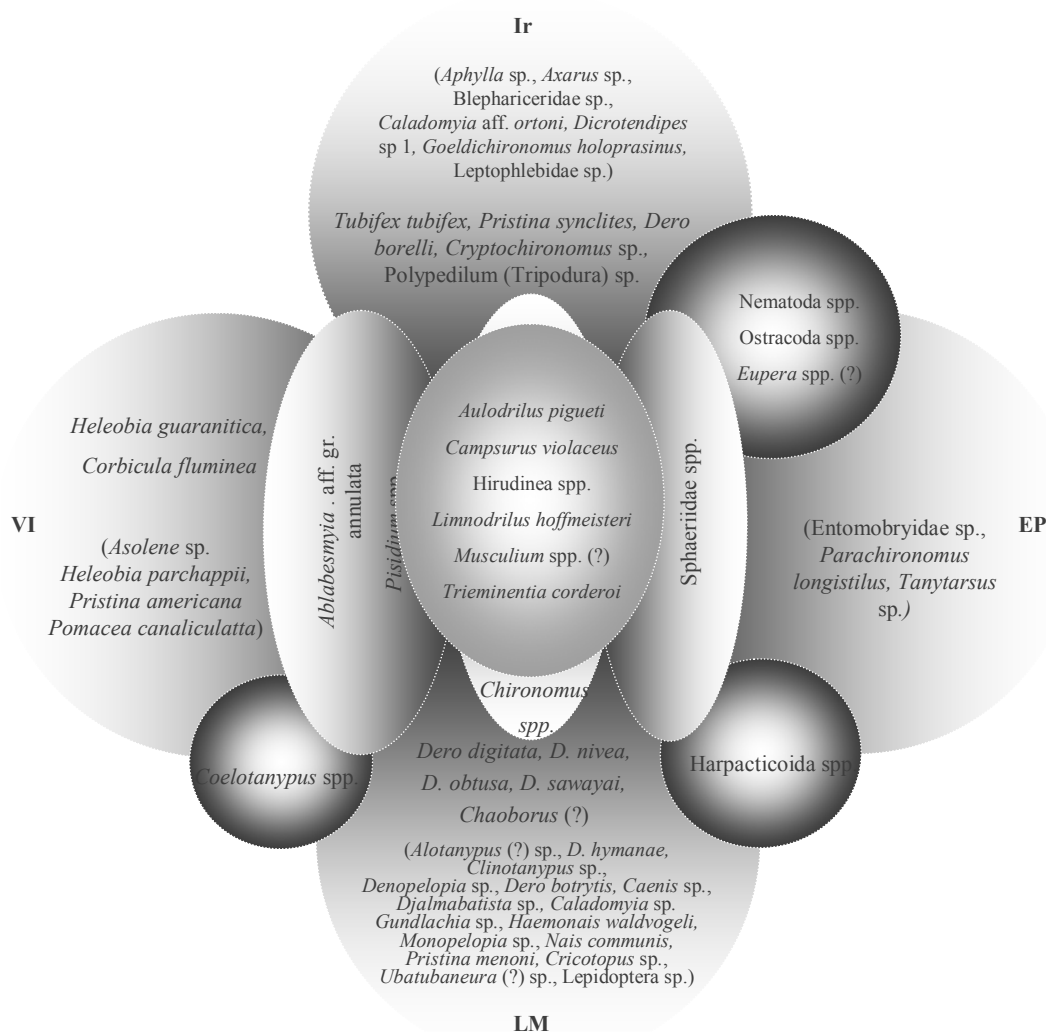 Ir
(Aphylla sp., Axarus sp.,
Blephariceridae sp.,
Caladomyia aff. ortoni, Dicrotendipes
sp 1, Goeldichironomus holoprasinus,
Leptophlebidae sp.)
Tubifex tubifex, Pristina synclites, Dero
borelli, Cryptochironomus sp.,
Polypedilum (Tripodura) sp.
Nematoda spp.
Ostracoda spp.
Eupera spp. (?)
VI
Heleobia guaranitica,
Corbicula fluminea
(Asolene sp.
Heleobia parchappii,
Pristina americana
Pomacea canaliculatta)
Ablabesmyia . aff. gr.
annulata
Pisidium spp.
Aulodrilus pigueti
Campsurus violaceus
Hirudinea spp.
Limnodrilus hoffmeisteri
Musculium spp. (?)
Trieminentia corderoi
Sphaeriidae spp.
EP
(Entomobryidae sp.,
Parachironomus
longistilus, Tanytarsus
sp.)
Chironomus
spp.
Coelotanypus spp.
Harpacticoida spp.
Dero digitata, D. nivea,
D. obtusa, D. sawayai,
Chaoborus (?)
(Alotanypus (?) sp., D. hymanae,
Clinotanypus sp.,
Denopelopia sp., Dero botrytis, Caenis sp.,
Djalmabatista sp., Caladomyia sp.
Gundlachia sp., Haemonais waldvogeli,
Monopelopia sp., Nais communis,
Pristina menoni, Cricotopus sp.,
Ubatubaneura (?) sp., Lepidoptera sp.)
LM